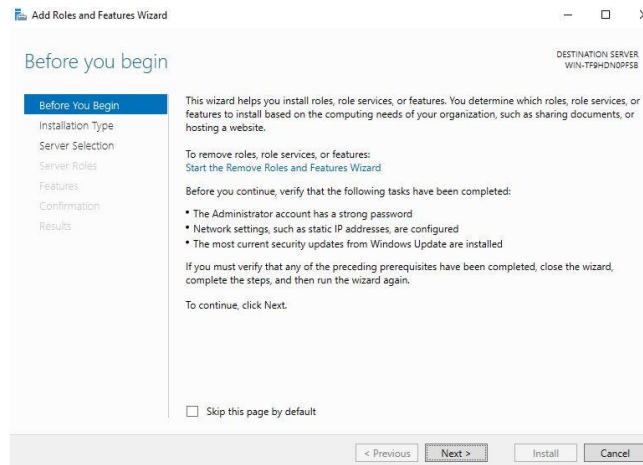 Add Roles and Features Wizard
Before you begin
DESTINATION SERVER
WIN-TF9HDN0PFSB
Before You Begin
Installation Type
Server Selection
Server Roles
Features
Confirmation
Results
This wizard helps you install roles, role services, or features. You determine which roles, role services, or
features to install based on the computing needs of your organization, such as sharing documents, or
hosting a website.
To remove roles, role services, or features:
Start the Remove Roles and Features Wizard
Before you continue, verify that the following tasks have been completed:
• The Administrator account has a strong password
• Network settings, such as static IP addresses, are configured
• The most current security updates from Windows Update are installed
If you must verify that any of the preceding prerequisites have been completed, close the wizard,
complete the steps, and then run the wizard again.
To continue, click Next.
Skip this page by default
< Previous
Next >
Install
Cancel